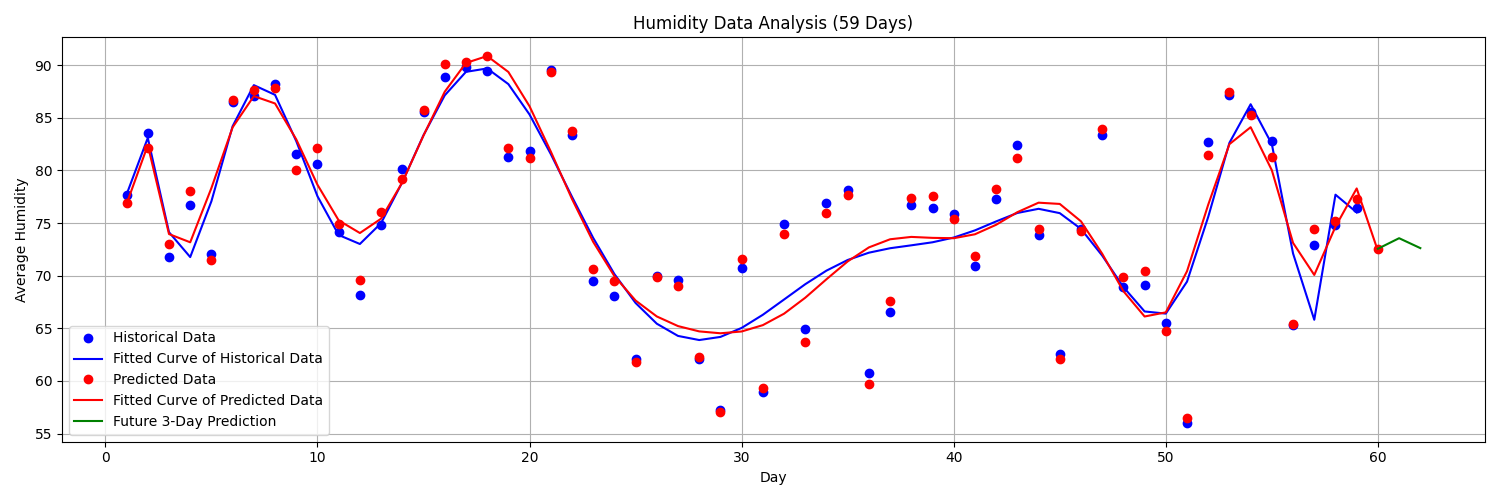 Humidity Data Analysis (59 Days)
Average Humidity
90
85
80
75
70
65
60
55
Historical Data
Fitted Curve of Historical Data
Predicted Data
Fitted Curve of Predicted Data
Future 3-Day Prediction
0 10 20 30 40 50 60
Day